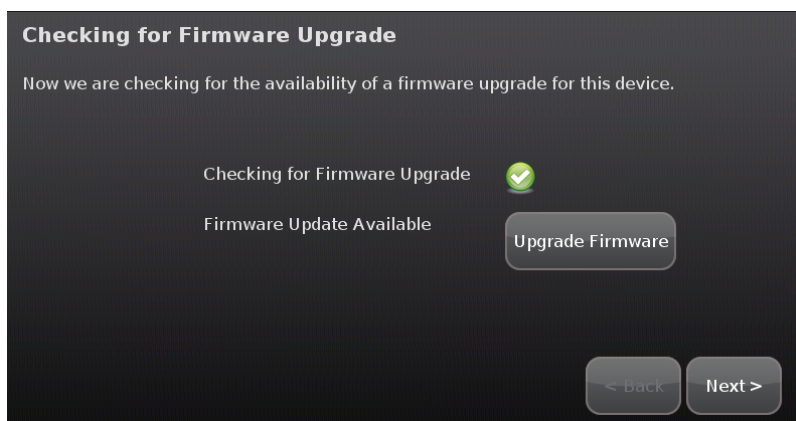 Checking for Firmware Upgrade
Now we are checking for the availability of a firmware upgrade for this device.
Checking for Firmware Upgrade
Firmware Update Available
Upgrade Firmware
< Back
Next >